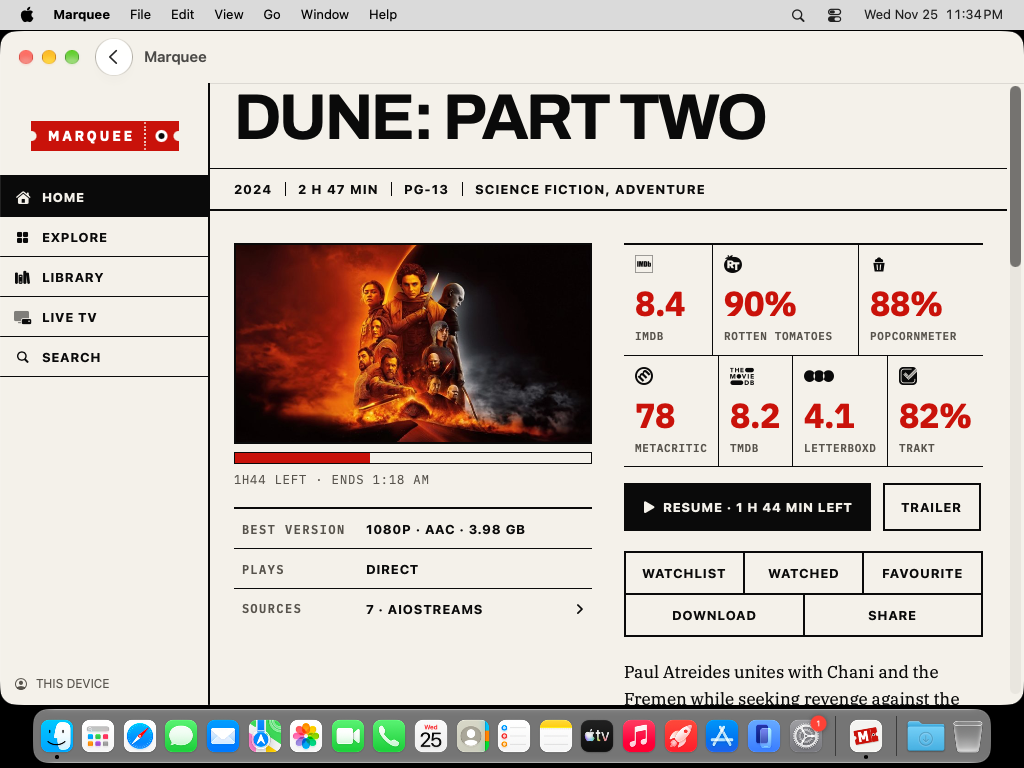 Marquee File Edit View Go Window Help Wed Nov 25 11:34 PM
Marquee
MARQUEE
HOME
EXPLORE
LIBRARY
LIVE TV
SEARCH
THIS DEVICE
DUNE: PART TWO
2024 2 H 47 MIN PG-13 SCIENCE FICTION, ADVENTURE
1H44 LEFT · ENDS 1:18 AM
BEST VERSION 1080P · AAC · 3.98 GB
PLAYS DIRECT
SOURCES 7 · AIOSTREAMS
IMDb RT
8.4 90% 88%
IMDB ROTTEN TOMATOES POPCORNMETER
THE
MOVIE
DB
78 8.2 4.1 82%
METACRITIC TMDB LETTERBOXD TRAKT
RESUME · 1 H 44 MIN LEFT TRAILER
WATCHLIST WATCHED FAVOURITE
DOWNLOAD SHARE
Paul Atreides unites with Chani and the
Fremen while seeking revenge against the
Wed
25
tv
1
M